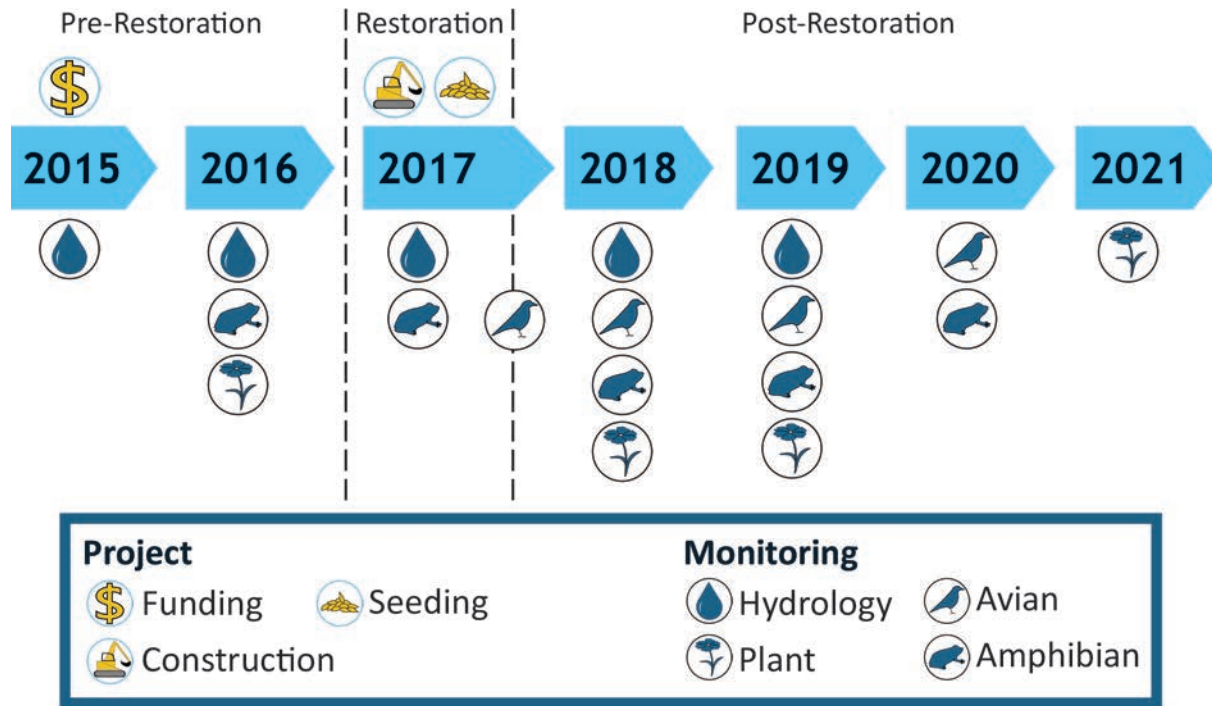 Pre-Restoration Restoration Post-Restoration
2015 2016 2017 2018 2019 2020 2021
Project Monitoring
Funding Seeding Hydrology Avian
Construction Plant Amphibian